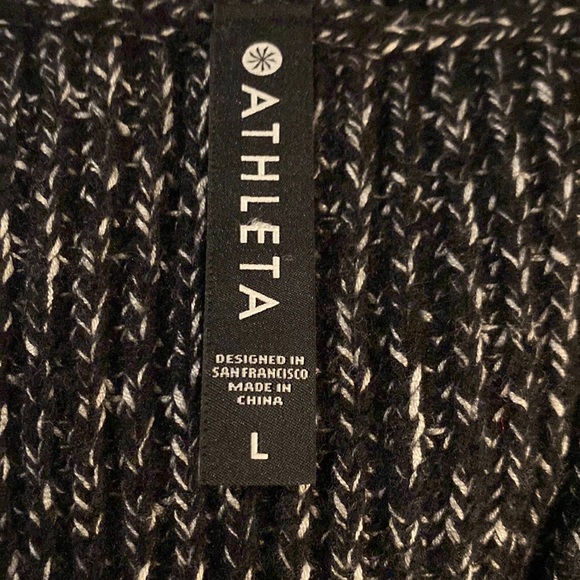 ATHLETA
DESIGNED IN
SAN FRANCISCO
MADE IN
CHINA
L